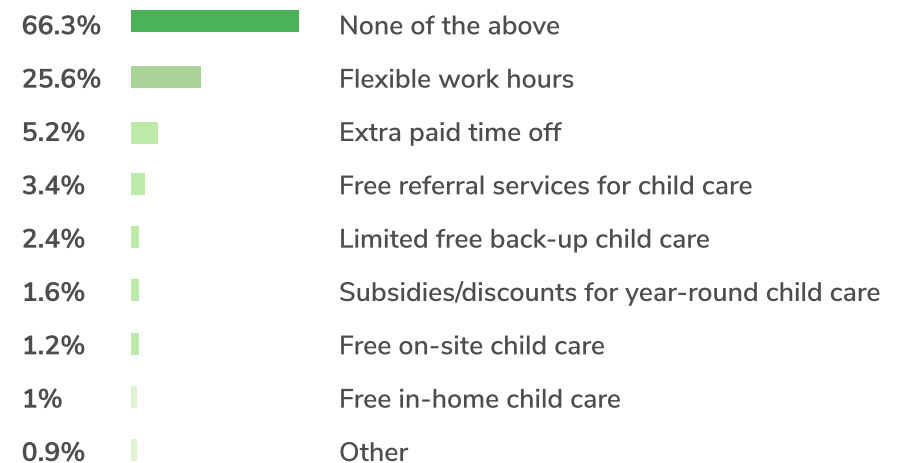 66.3% None of the above
25.6% Flexible work hours
5.2% Extra paid time off
3.4% Free referral services for child care
2.4% Limited free back-up child care
1.6% Subsidies/discounts for year-round child care
1.2% Free on-site child care
1% Free in-home child care
0.9% Other